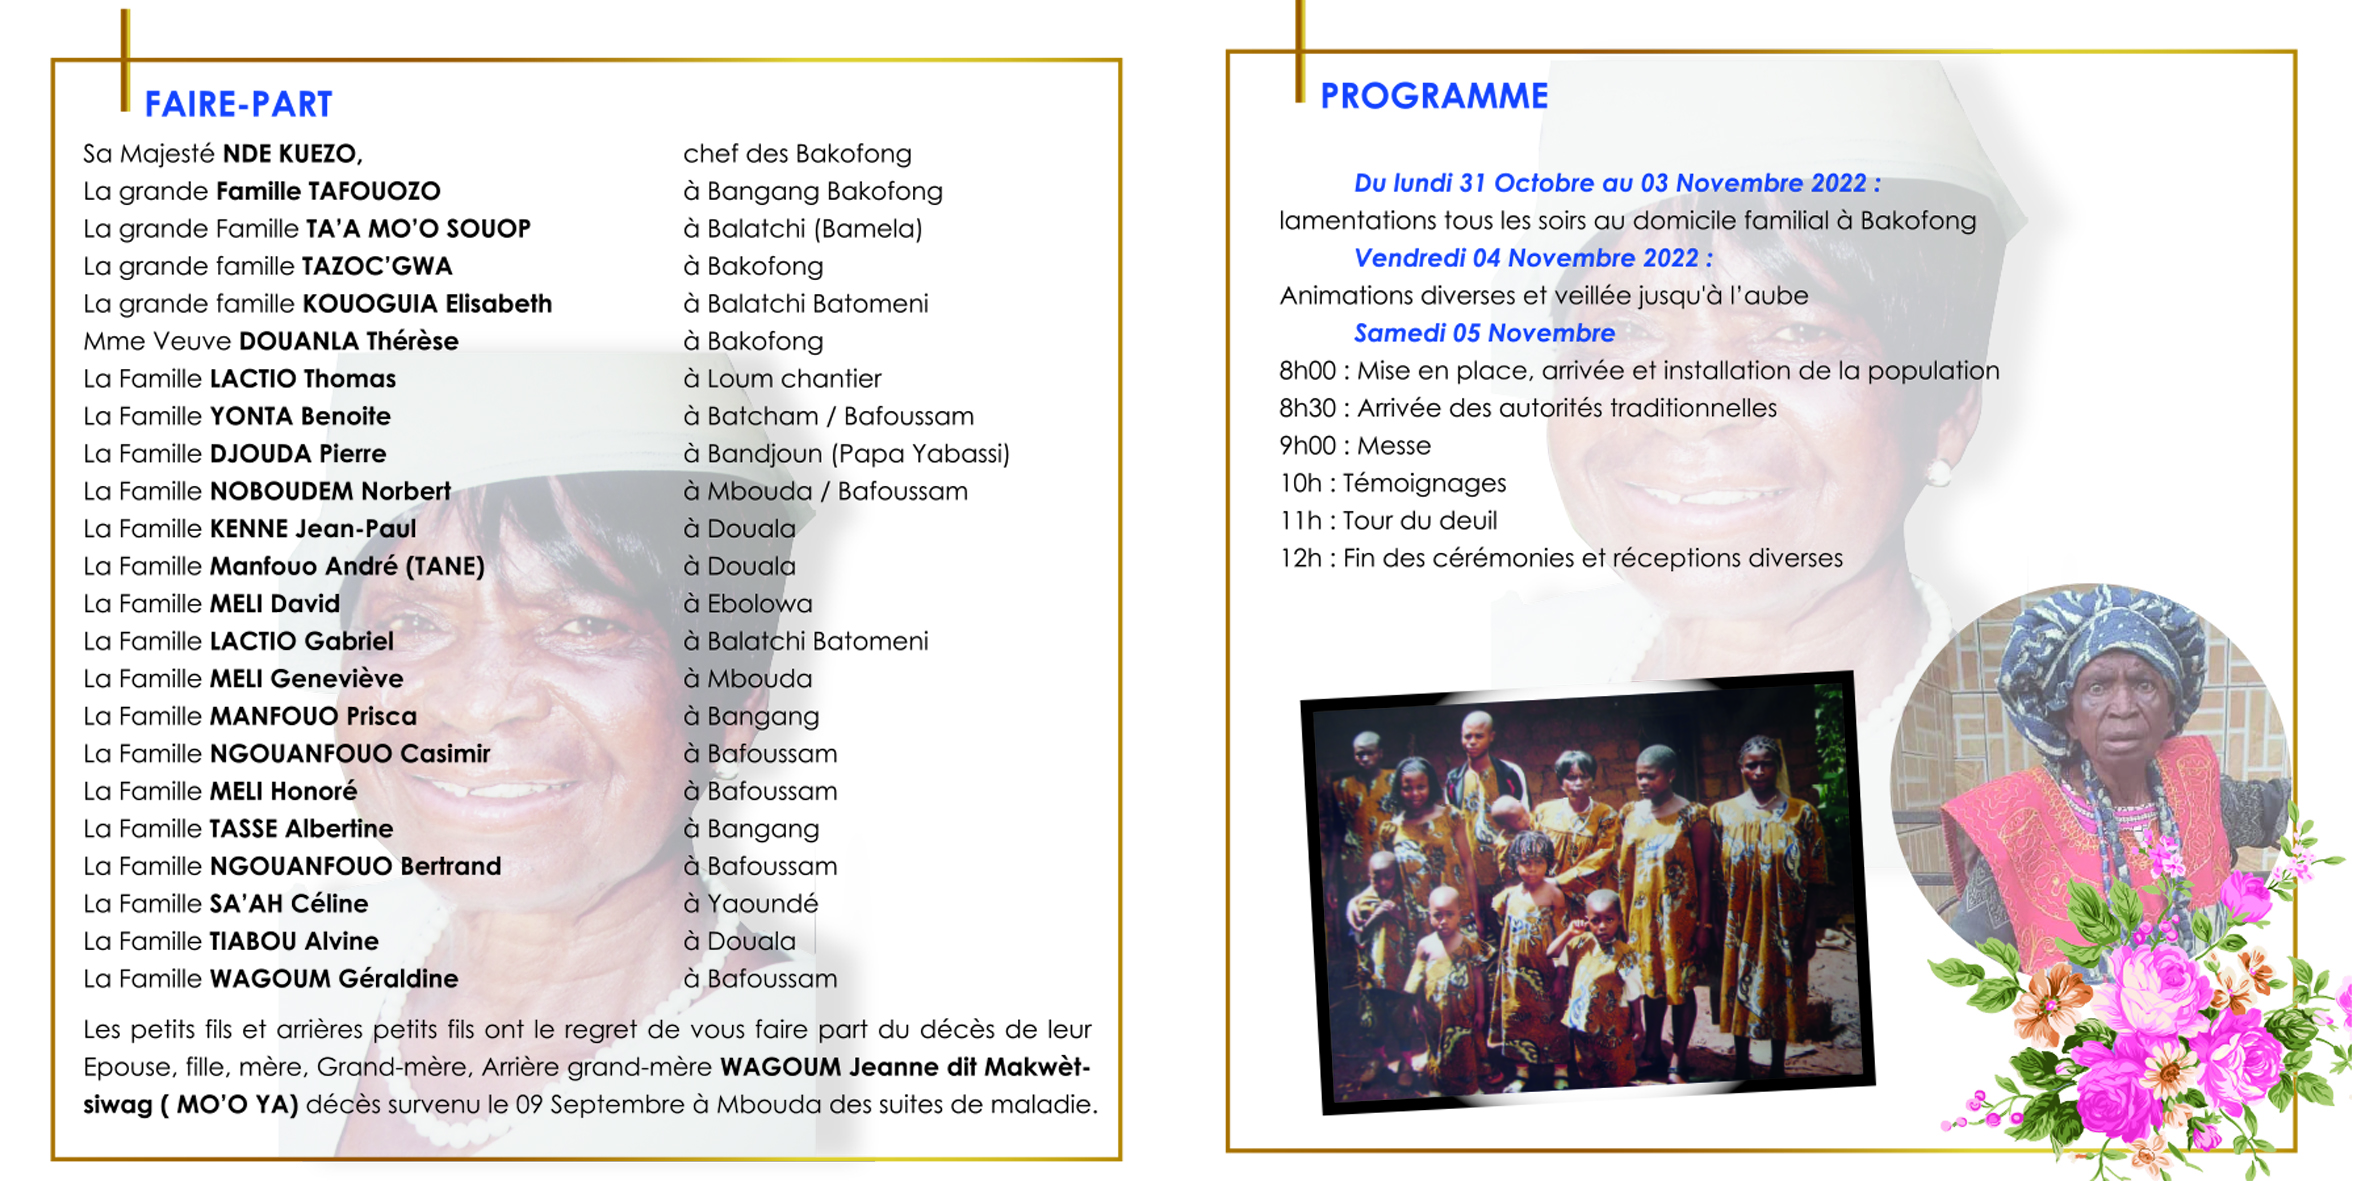 FAIRE-PART
Sa Majesté NDE KUEZO, chef des Bakofong
La grande Famille TAFOUOZO à Bangang Bakofong
La grande Famille TA’A MO’O SOUOP à Balatchi (Bamela)
La grande famille TAZOC’GWA à Bakofong
La grande famille KOUOGUIA Elisabeth à Balatchi Batomeni
Mme Veuve DOUANLA Thérèse à Bakofong
La Famille LACTIO Thomas à Loum chantier
La Famille YONTA Benoite à Batcham / Bafoussam
La Famille DJOUDA Pierre à Bandjoun (Papa Yabassi)
La Famille NOBOUDEM Norbert à Mbouda / Bafoussam
La Famille KENNE Jean-Paul à Douala
La Famille Manfouo André (TANE) à Douala
La Famille MELI David à Ebolowa
La Famille LACTIO Gabriel à Balatchi Batomeni
La Famille MELI Geneviève à Mbouda
La Famille MANFOUO Prisca à Bangang
La Famille NGOUANFOUO Casimir à Bafoussam
La Famille MELI Honoré à Bafoussam
La Famille TASSE Albertine à Bangang
La Famille NGOUANFOUO Bertrand à Bafoussam
La Famille SA’AH Céline à Yaoundé
La Famille TIABOU Alvine à Douala
La Famille WAGOUM Géraldine à Bafoussam
Les petits fils et arrières petits fils ont le regret de vous faire part du décès de leur
Epouse, fille, mère, Grand-mère, Arrière grand-mère WAGOUM Jeanne dit Makwèt-
siwag ( MO’O YA) décès survenu le 09 Septembre à Mbouda des suites de maladie.
PROGRAMME
Du lundi 31 Octobre au 03 Novembre 2022 :
lamentations tous les soirs au domicile familial à Bakofong
Vendredi 04 Novembre 2022 :
Animations diverses et veillée jusqu'à l’aube
Samedi 05 Novembre
8h00 : Mise en place, arrivée et installation de la population
8h30 : Arrivée des autorités traditionnelles
9h00 : Messe
10h : Témoignages
11h : Tour du deuil
12h : Fin des cérémonies et réceptions diverses